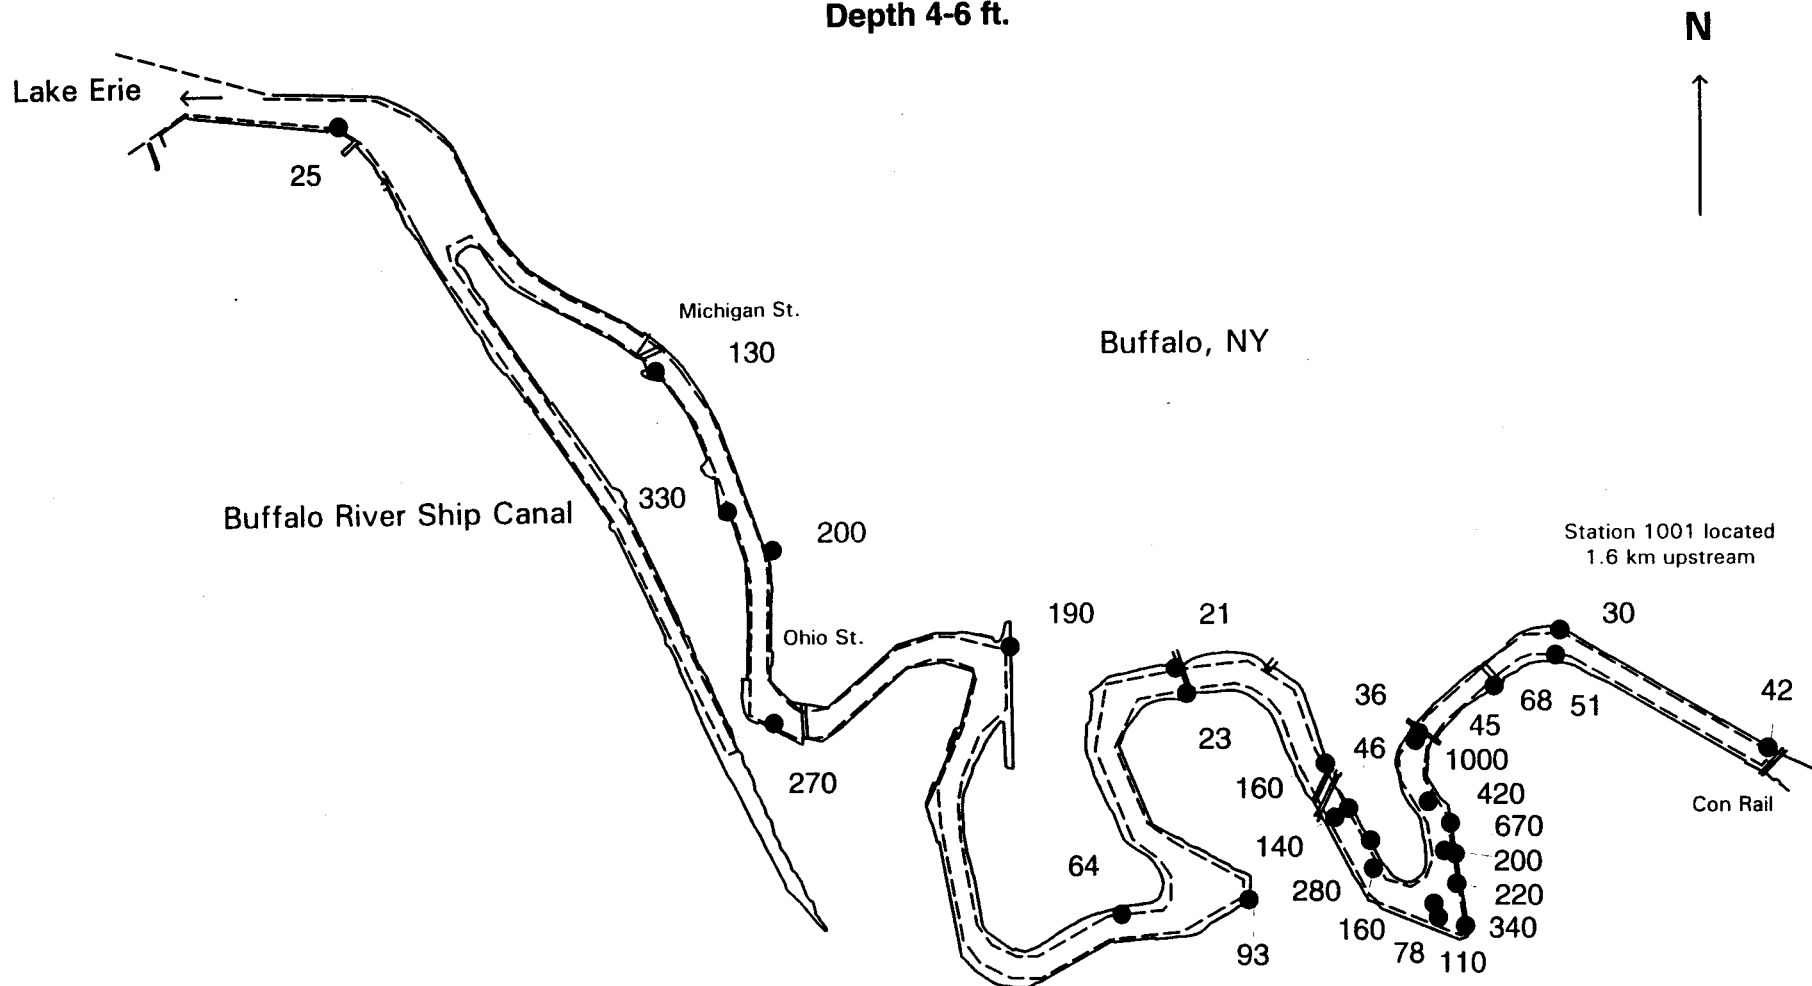 Depth 4-6 ft.
N
Lake Erie
25
Michigan St.
130
Buffalo, NY
330
Buffalo River Ship Canal
200
Station 1001 located
1.6 km upstream
190
21
30
Ohio St.
36
68
51
42
45
23
46
1000
270
160
420
Con Rail
670
140
64
200
280
220
160
340
93
78
110